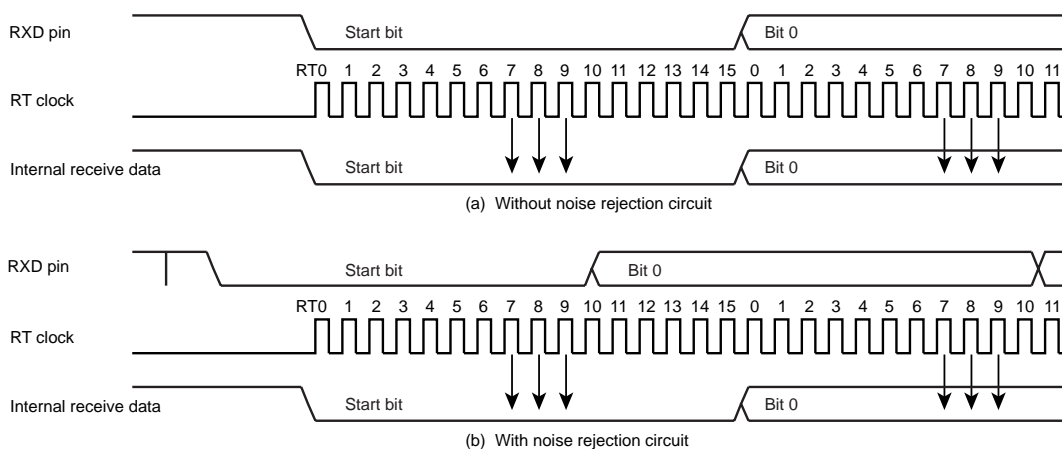 RXD pin Start bit Bit 0
RT0 1 2 3 4 5 6 7 8 9 10 11 12 13 14 15 0 1 2 3 4 5 6 7 8 9 10 11
RT clock
Internal receive data Start bit Bit 0
(a) Without noise rejection circuit
RXD pin Start bit Bit 0
RT0 1 2 3 4 5 6 7 8 9 10 11 12 13 14 15 0 1 2 3 4 5 6 7 8 9 10 11
RT clock
Internal receive data Start bit Bit 0
(b) With noise rejection circuit